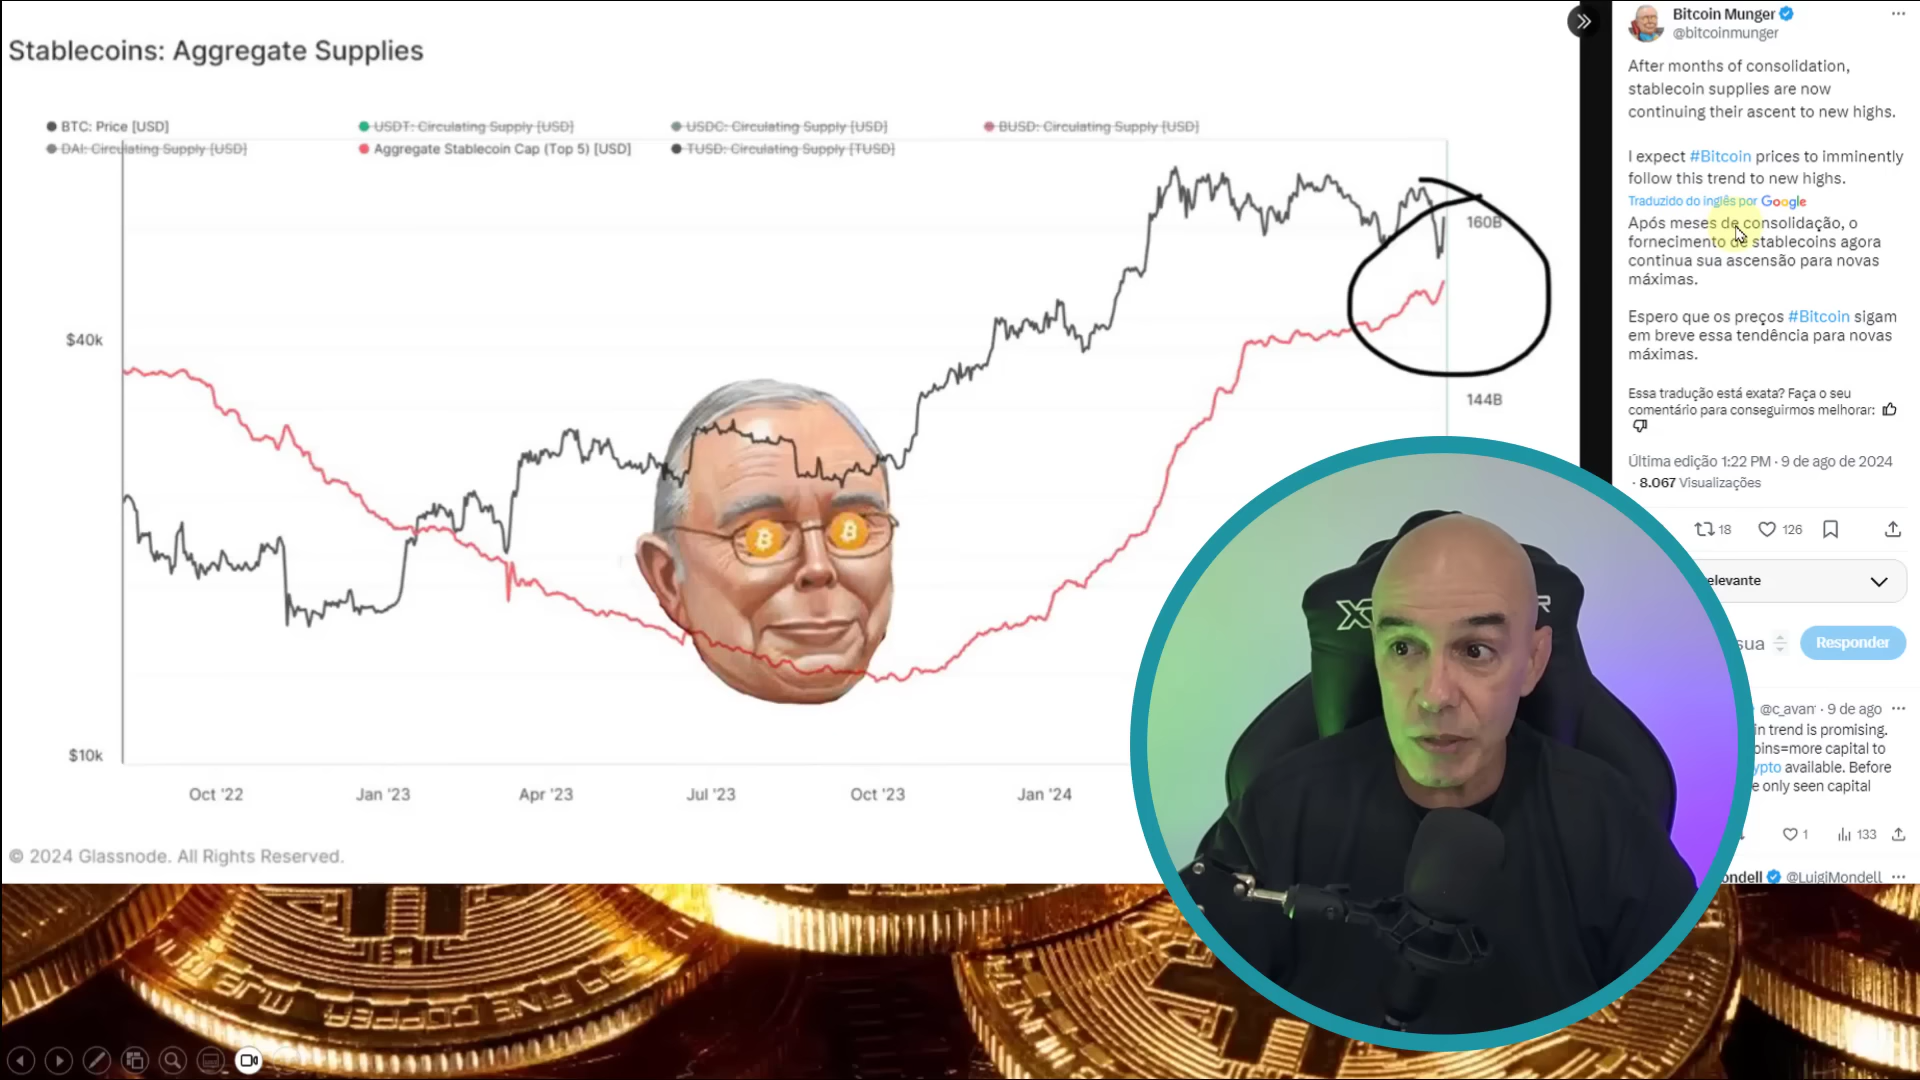 Stablecoins: Aggregate Supplies
BTC: Price [USD]
USDT: Circulating Supply [USD]
USDC: Circulating Supply [USD]
BUSD: Circulating Supply [USD]
DAI: Circulating Supply [USD]
Aggregate Stablecoin Cap (Top 5) [USD]
TUSD: Circulating Supply [TUSD]
160B
$40k
144B
$10k
Oct '22
Jan '23
Apr '23
Jul '23
Oct '23
Jan '24
© 2024 Glassnode. All Rights Reserved.
Bitcoin Munger
@bitcoinmunger
After months of consolidation,
stablecoin supplies are now
continuing their ascent to new highs.
I expect #Bitcoin prices to imminently
follow this trend to new highs.
Traduzido do inglês por Google
Após meses de consolidação, o
fornecimento de stablecoins agora
continua sua ascensão para novas
máximas.
Espero que os preços #Bitcoin sigam
em breve essa tendência para novas
máximas.
Essa tradução está exata? Faça o seu
comentário para conseguirmos melhorar:
Última edição 1:22 PM · 9 de ago de 2024
· 8.067 Visualizações
18
126
elevante
sua
Responder
@c_avan · 9 de ago
in trend is promising.
oins=more capital to
ypto available. Before
e only seen capital
1
133
ondell @LuigiMondell
FINE COPPER